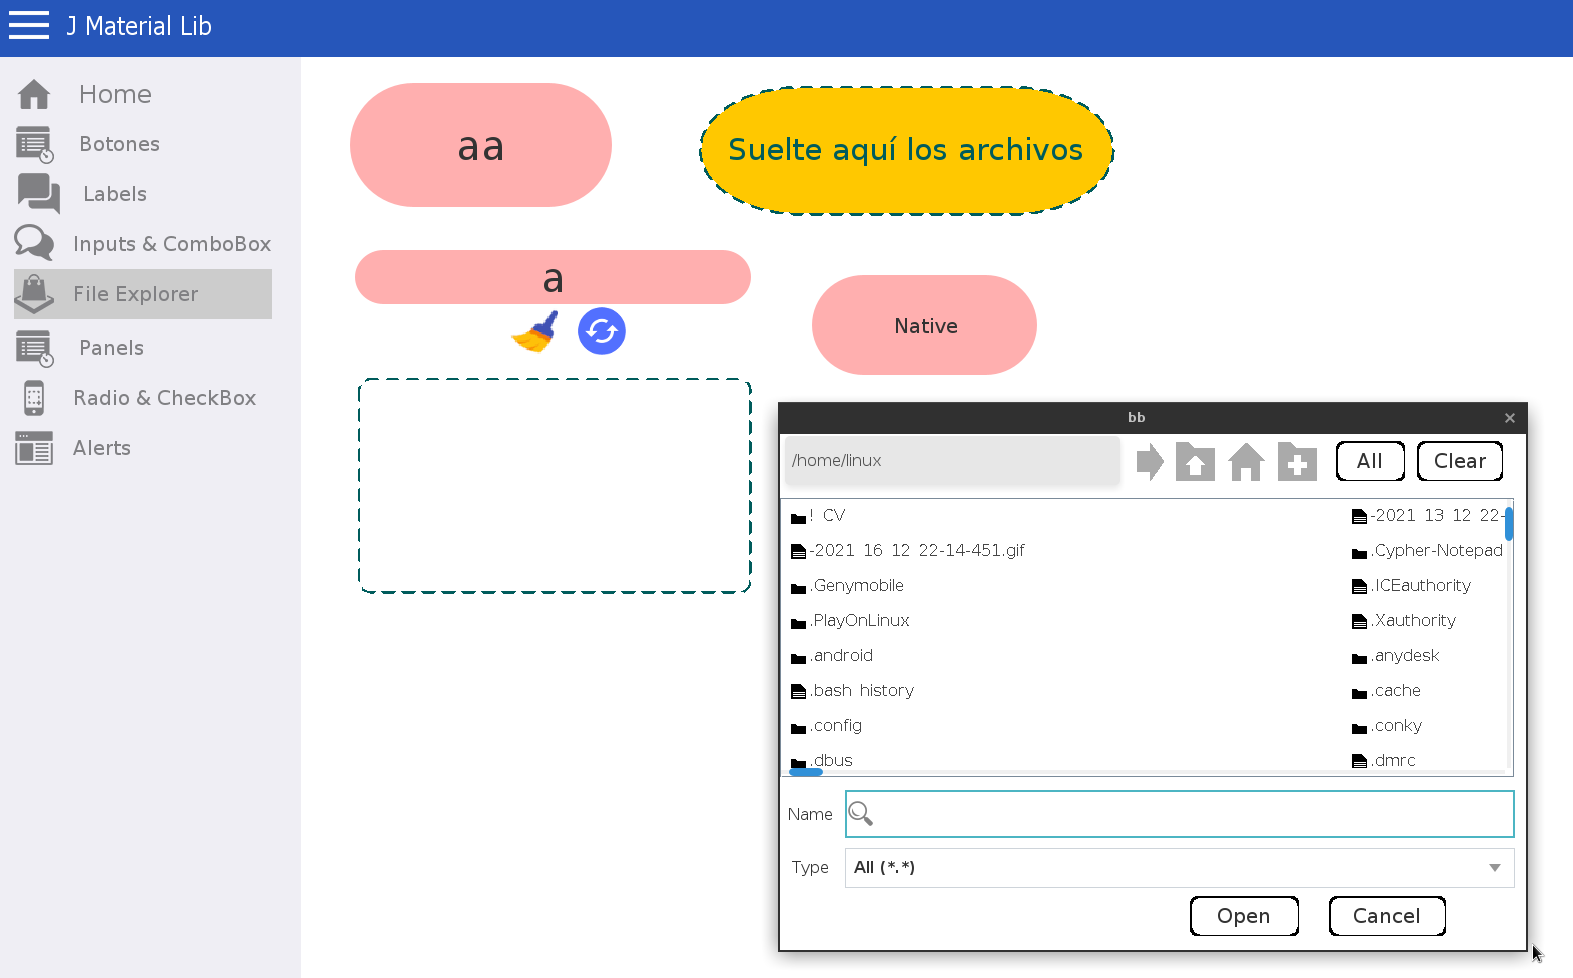 J Material Lib
Home
Botones
Labels
Inputs & ComboBox
File Explorer
Panels
Radio & CheckBox
Alerts
aa
Suelte aquí los archivos
a
Native
bb
/home/linux
All
Clear
! CV
-2021 13 12 22-
-2021 16 12 22-14-451.gif
.Cypher-Notepad
.Genymobile
.ICEauthority
.PlayOnLinux
.Xauthority
.android
.anydesk
.bash history
.cache
.config
.conky
.dbus
.dmrc
Name
Type
All (*.*)
Open
Cancel